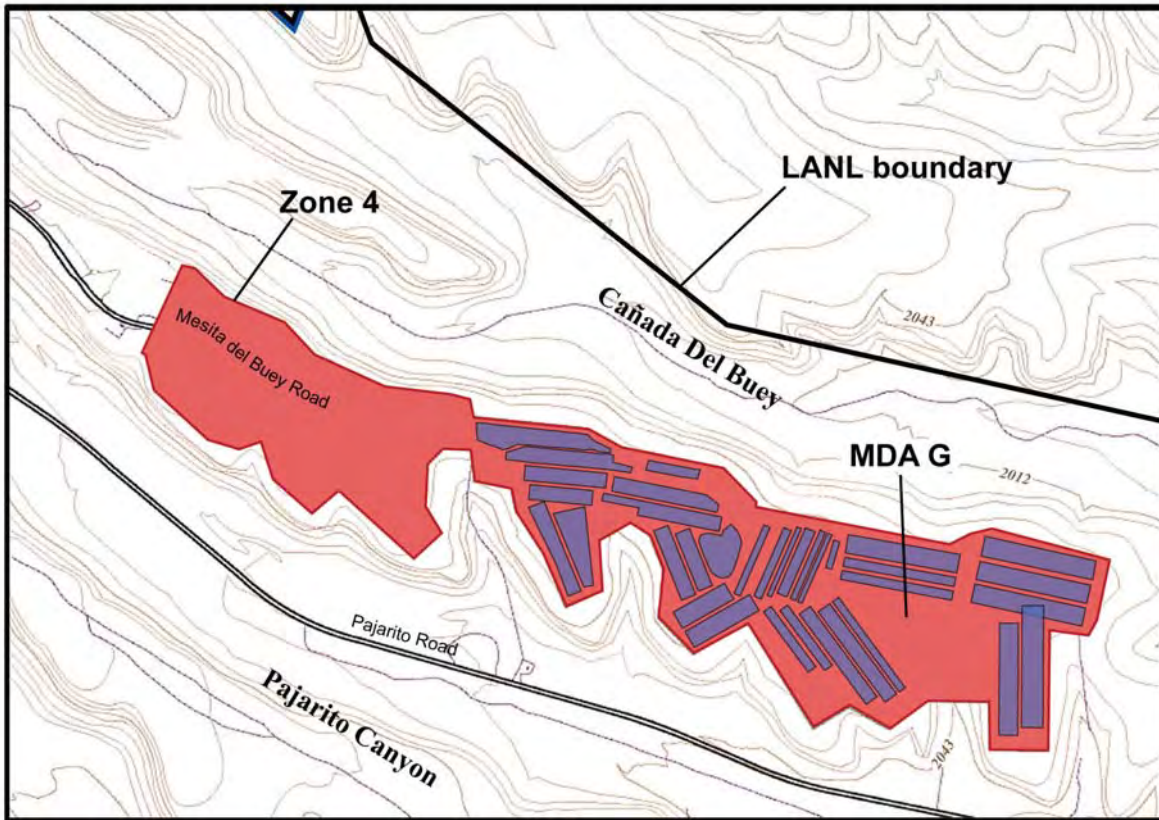 LANL boundary
Zone 4
Mesita del Buey Road
Cañada Del Buey
2043
MDA G
2012
Pajarito Road
Pajarito Canyon
2043